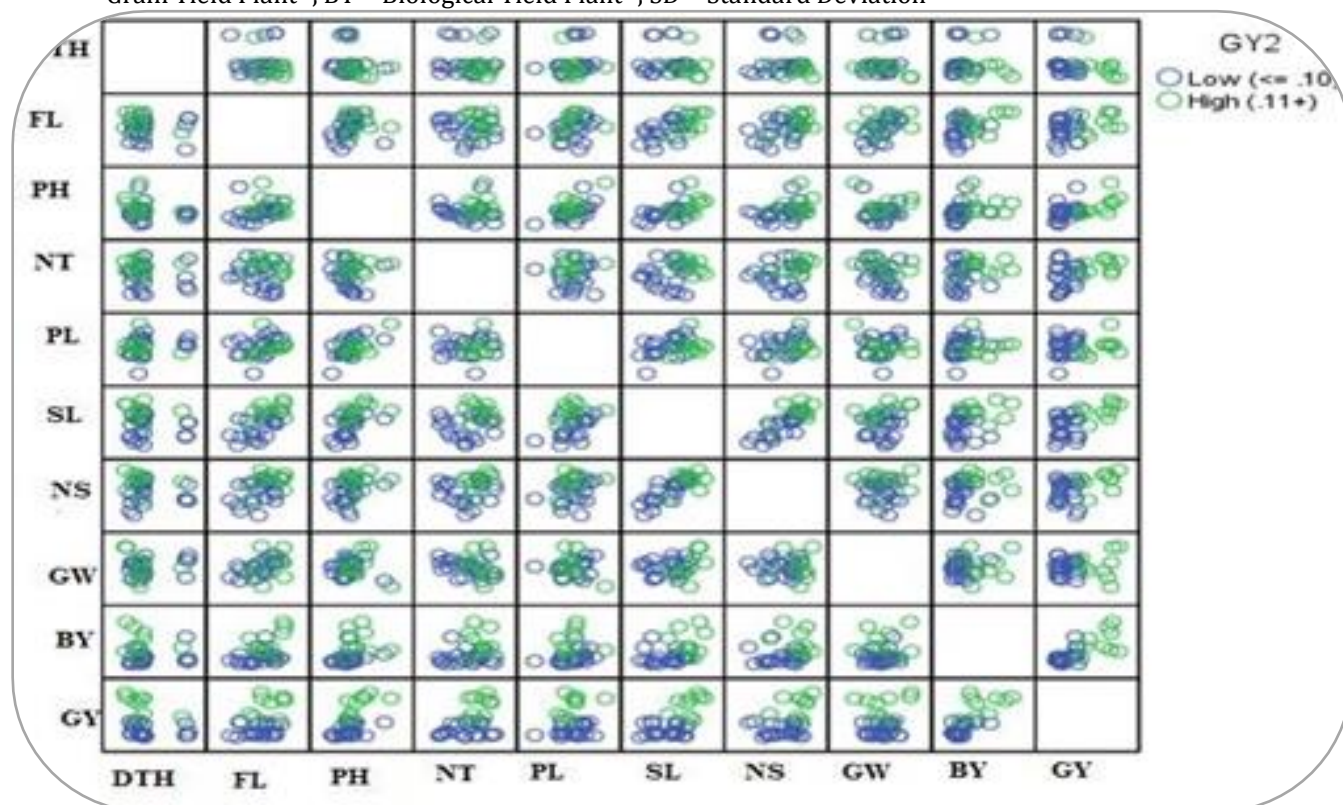 Grain Yield Plant⁻¹, BY = Biological Yield Plant⁻¹, SD = Standard Deviation
TH
GY2
Low (<= .10)
High (.11+)
FL
PH
NT
PL
SL
NS
GW
BY
GY
DTH FL PH NT PL SL NS GW BY GY